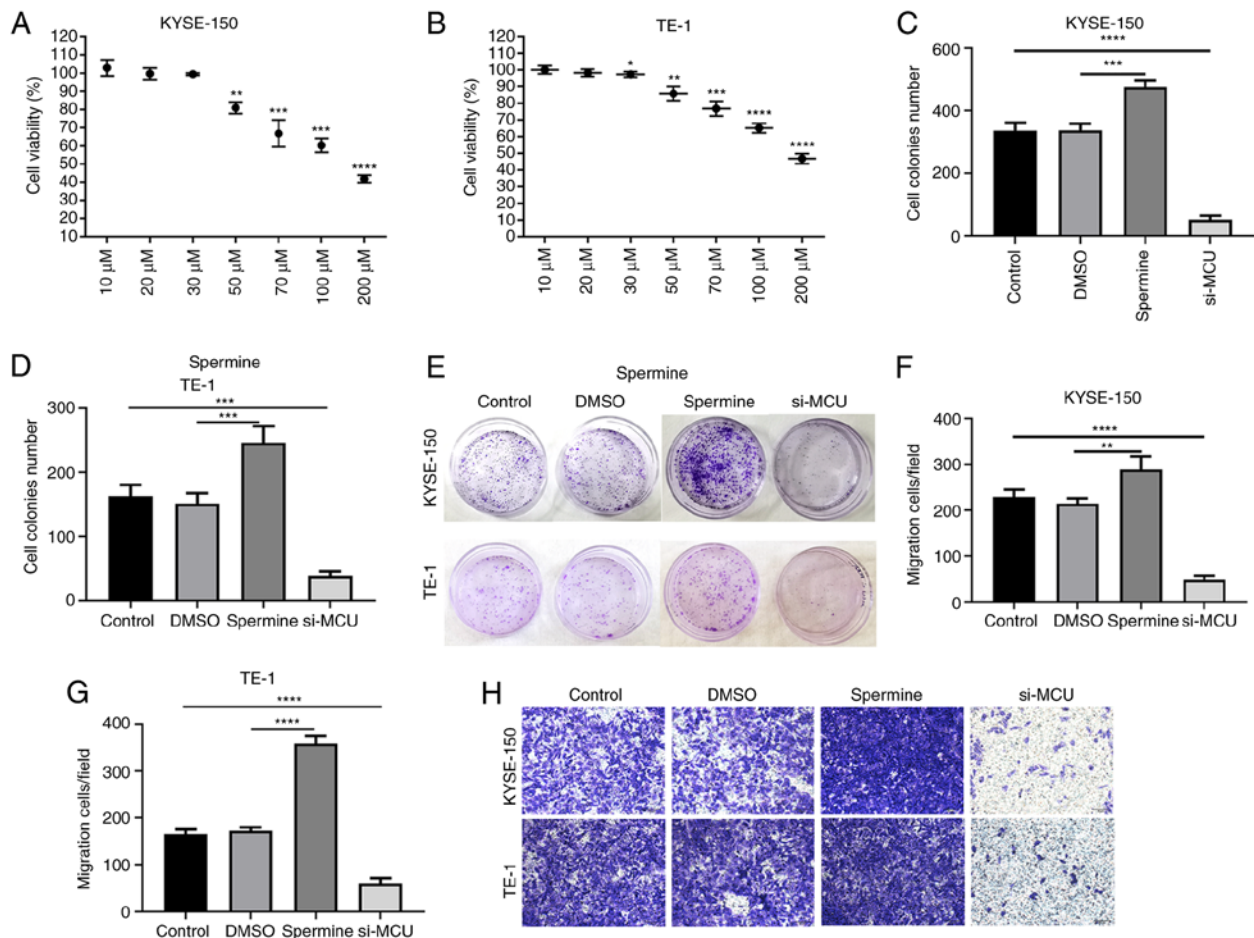 A
KYSE-150
Cell viability (%)
120
110
100
90
80
70
60
50
40
30
20
10
**
***
***
****
10 µM
20 µM
30 µM
50 µM
70 µM
100 µM
200 µM
B
TE-1
Cell viability (%)
120
110
100
90
80
70
60
50
40
30
20
10
*
**
***
****
****
10 µM
20 µM
30 µM
50 µM
70 µM
100 µM
200 µM
C
KYSE-150
Cell colonies number
600
400
200
0
****
***
Control
DMSO
Spermine
si-MCU
D
Spermine
TE-1
Cell colonies number
300
200
100
0
***
***
Control DMSO Spermine si-MCU
E
Spermine
Control DMSO Spermine si-MCU
KYSE-150
TE-1
F
KYSE-150
Migration cells/field
400
300
200
100
0
****
**
Control DMSO Spermine si-MCU
G
TE-1
Migration cells/field
400
300
200
100
0
****
****
Control DMSO Spermine si-MCU
H
Control DMSO Spermine si-MCU
KYSE-150
TE-1